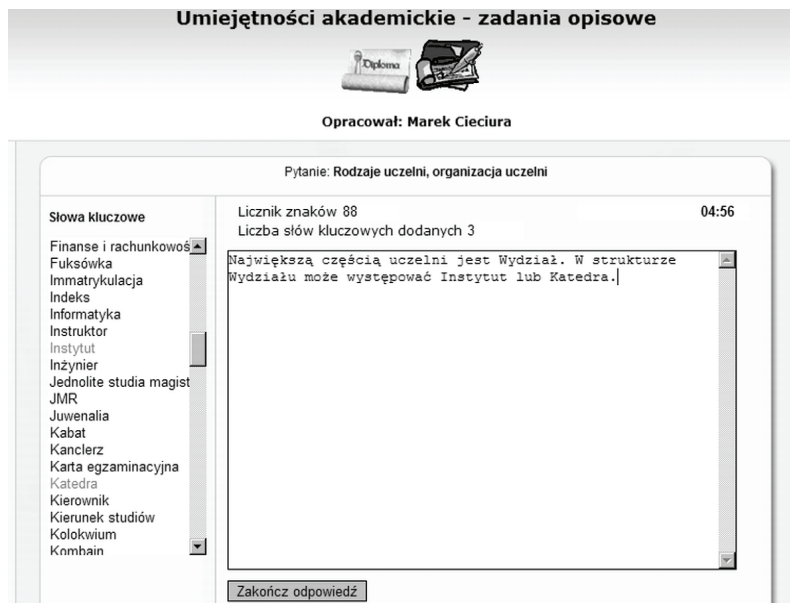 Umiejętności akademickie - zadania opisowe
Diploma
Opracował: Marek Cieciura
Pytanie: Rodzaje uczelni, organizacja uczelni
Słowa kluczowe
Finanse i rachunkowoś
Fuksówka
Immatrykulacja
Indeks
Informatyka
Instruktor
Instytut
Inżynier
Jednolite studia magist
JMR
Juwenalia
Kabat
Kanclerz
Karta egzaminacyjna
Katedra
Kierownik
Kierunek studiów
Kolokwium
Kombain
Licznik znaków 88
04:56
Liczba słów kluczowych dodanych 3
Największą częścią uczelni jest Wydział. W strukturze
Wydziału może występować Instytut lub Katedra.
Zakończ odpowiedź